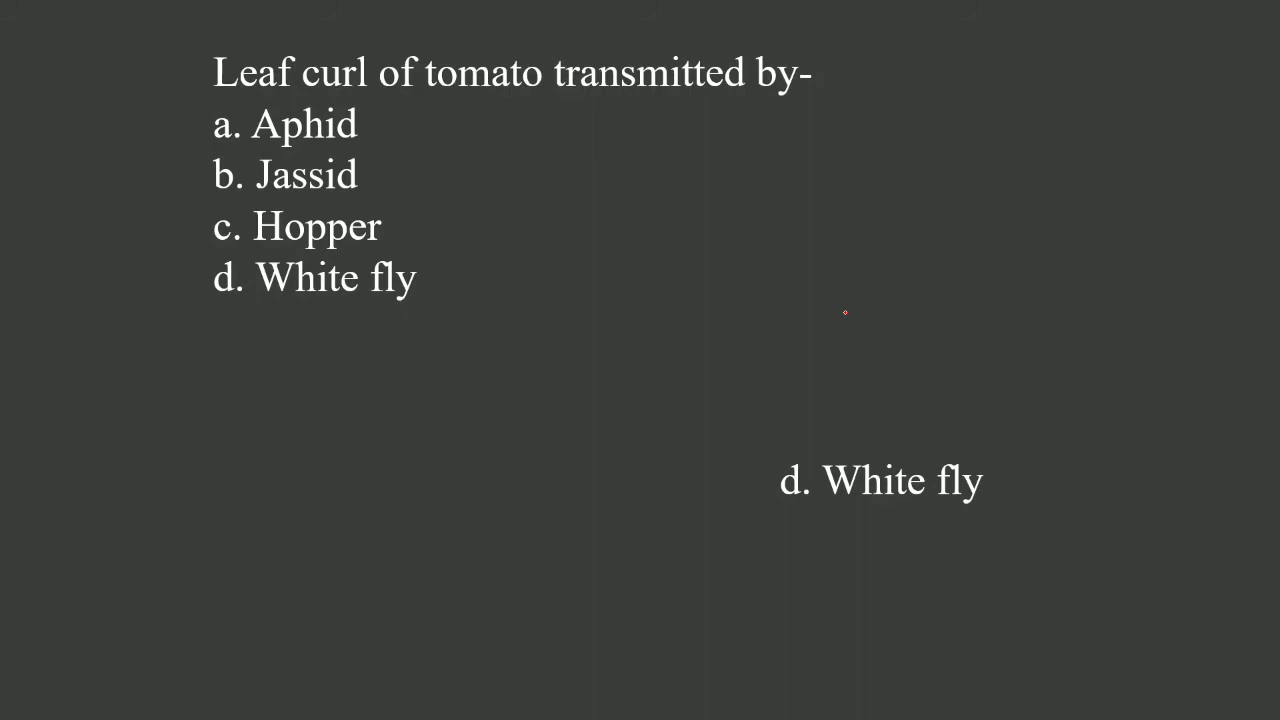 Leaf curl of tomato transmitted by-
a. Aphid
b. Jassid
c. Hopper
d. White fly
d. White fly